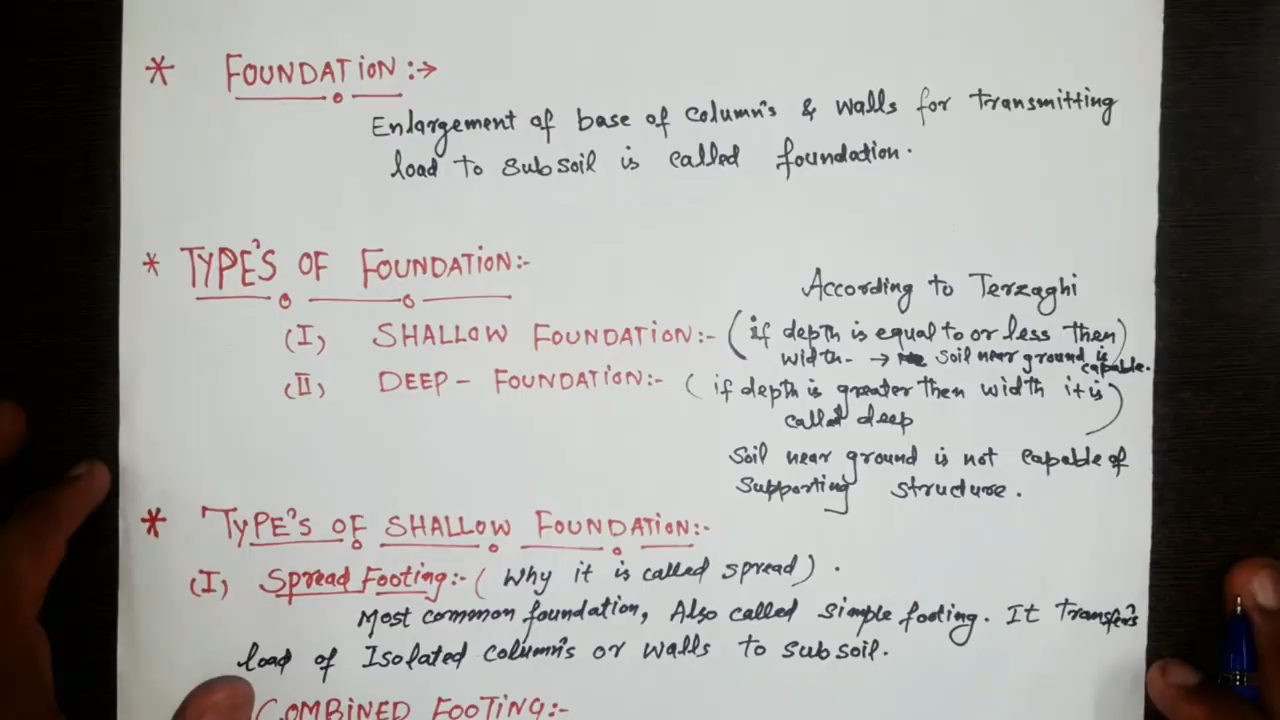 * FOUNDATION:→
Enlargement of base of column's & walls for transmitting
load to subsoil is called foundation.
* TYPE'S OF FOUNDATION:-
According to Terzaghi
(I) SHALLOW FOUNDATION:- (if depth is equal to or less then)
width- → soil near ground is capable.
(II) DEEP - FOUNDATION:- (if depth is greater then width it is)
called deep
Soil near ground is not capable of
supporting structure.
* TYPE'S OF SHALLOW FOUNDATION:-
(I) Spread Footing:- (Why it is called spread).
Most common foundation, Also called simple footing. It transfer's
load of Isolated column's or walls to subsoil.
COMBINED FOOTING:-